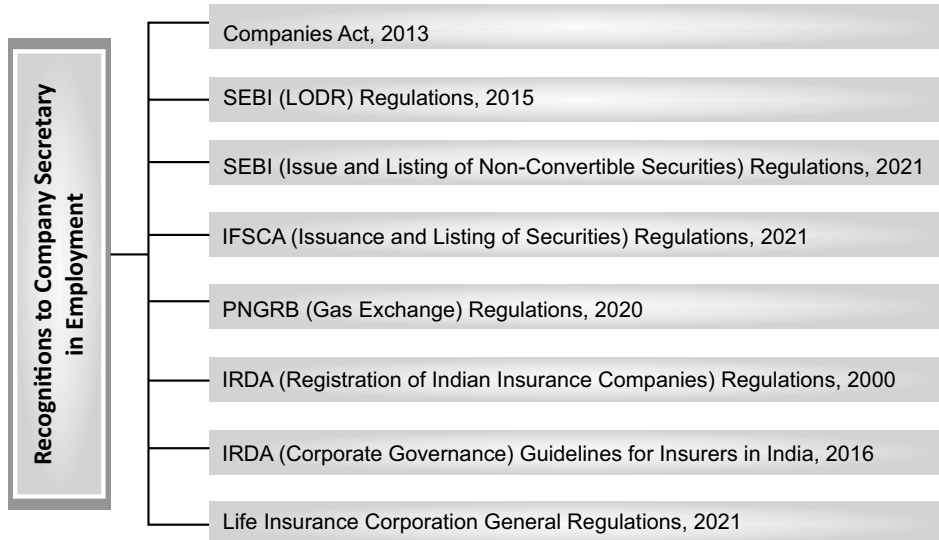 Recognitions to Company Secretary
in Employment
Companies Act, 2013
SEBI (LODR) Regulations, 2015
SEBI (Issue and Listing of Non-Convertible Securities) Regulations, 2021
IFSCA (Issuance and Listing of Securities) Regulations, 2021
PNGRB (Gas Exchange) Regulations, 2020
IRDA (Registration of Indian Insurance Companies) Regulations, 2000
IRDA (Corporate Governance) Guidelines for Insurers in India, 2016
Life Insurance Corporation General Regulations, 2021